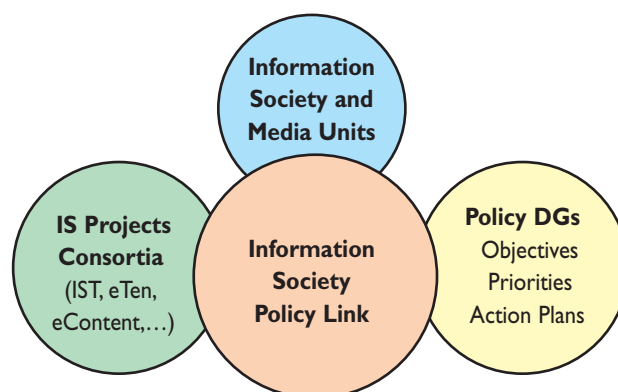 Information
Society and
Media Units
IS Projects
Consortia
(IST, eTen,
eContent,...)
Information
Society
Policy Link
Policy DGs
Objectives
Priorities
Action Plans